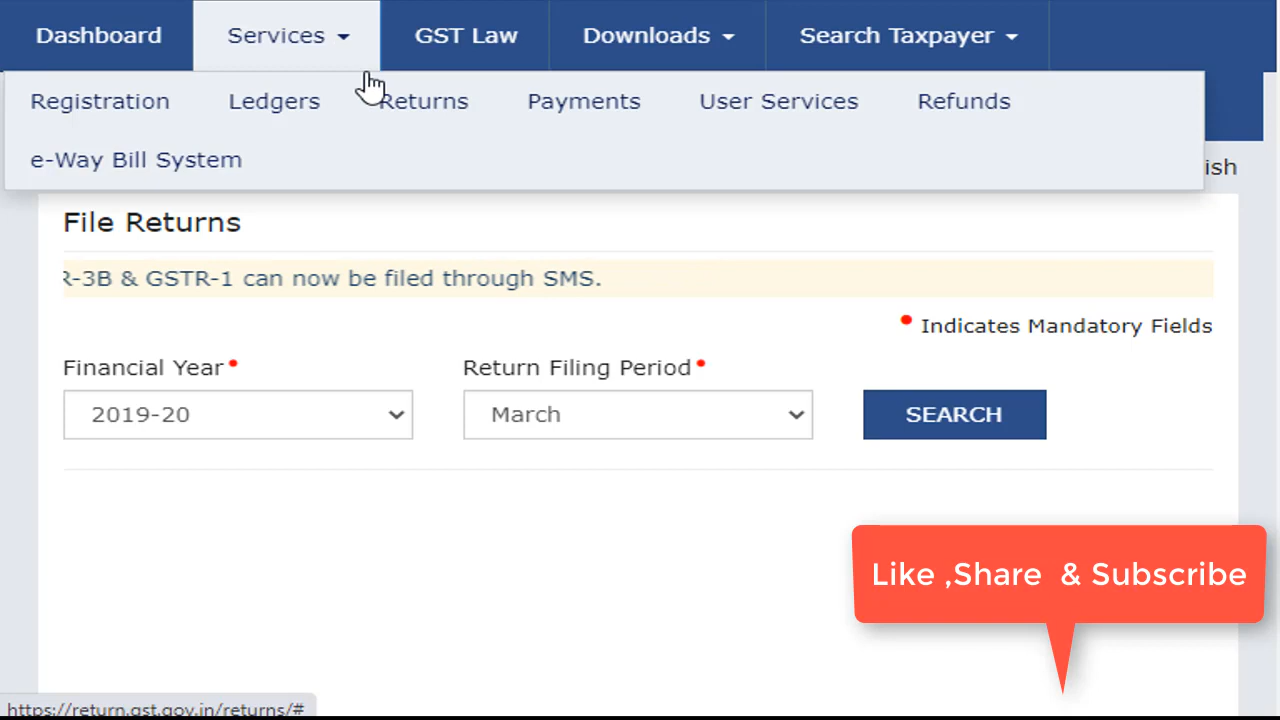 Dashboard Services GST Law Downloads Search Taxpayer
Registration Ledgers Returns Payments User Services Refunds
e-Way Bill System
ish
File Returns
R-3B & GSTR-1 can now be filed through SMS.
• Indicates Mandatory Fields
Financial Year• Return Filing Period•
2019-20 March SEARCH
Like ,Share & Subscribe
https://return.gst.gov.in/returns/#